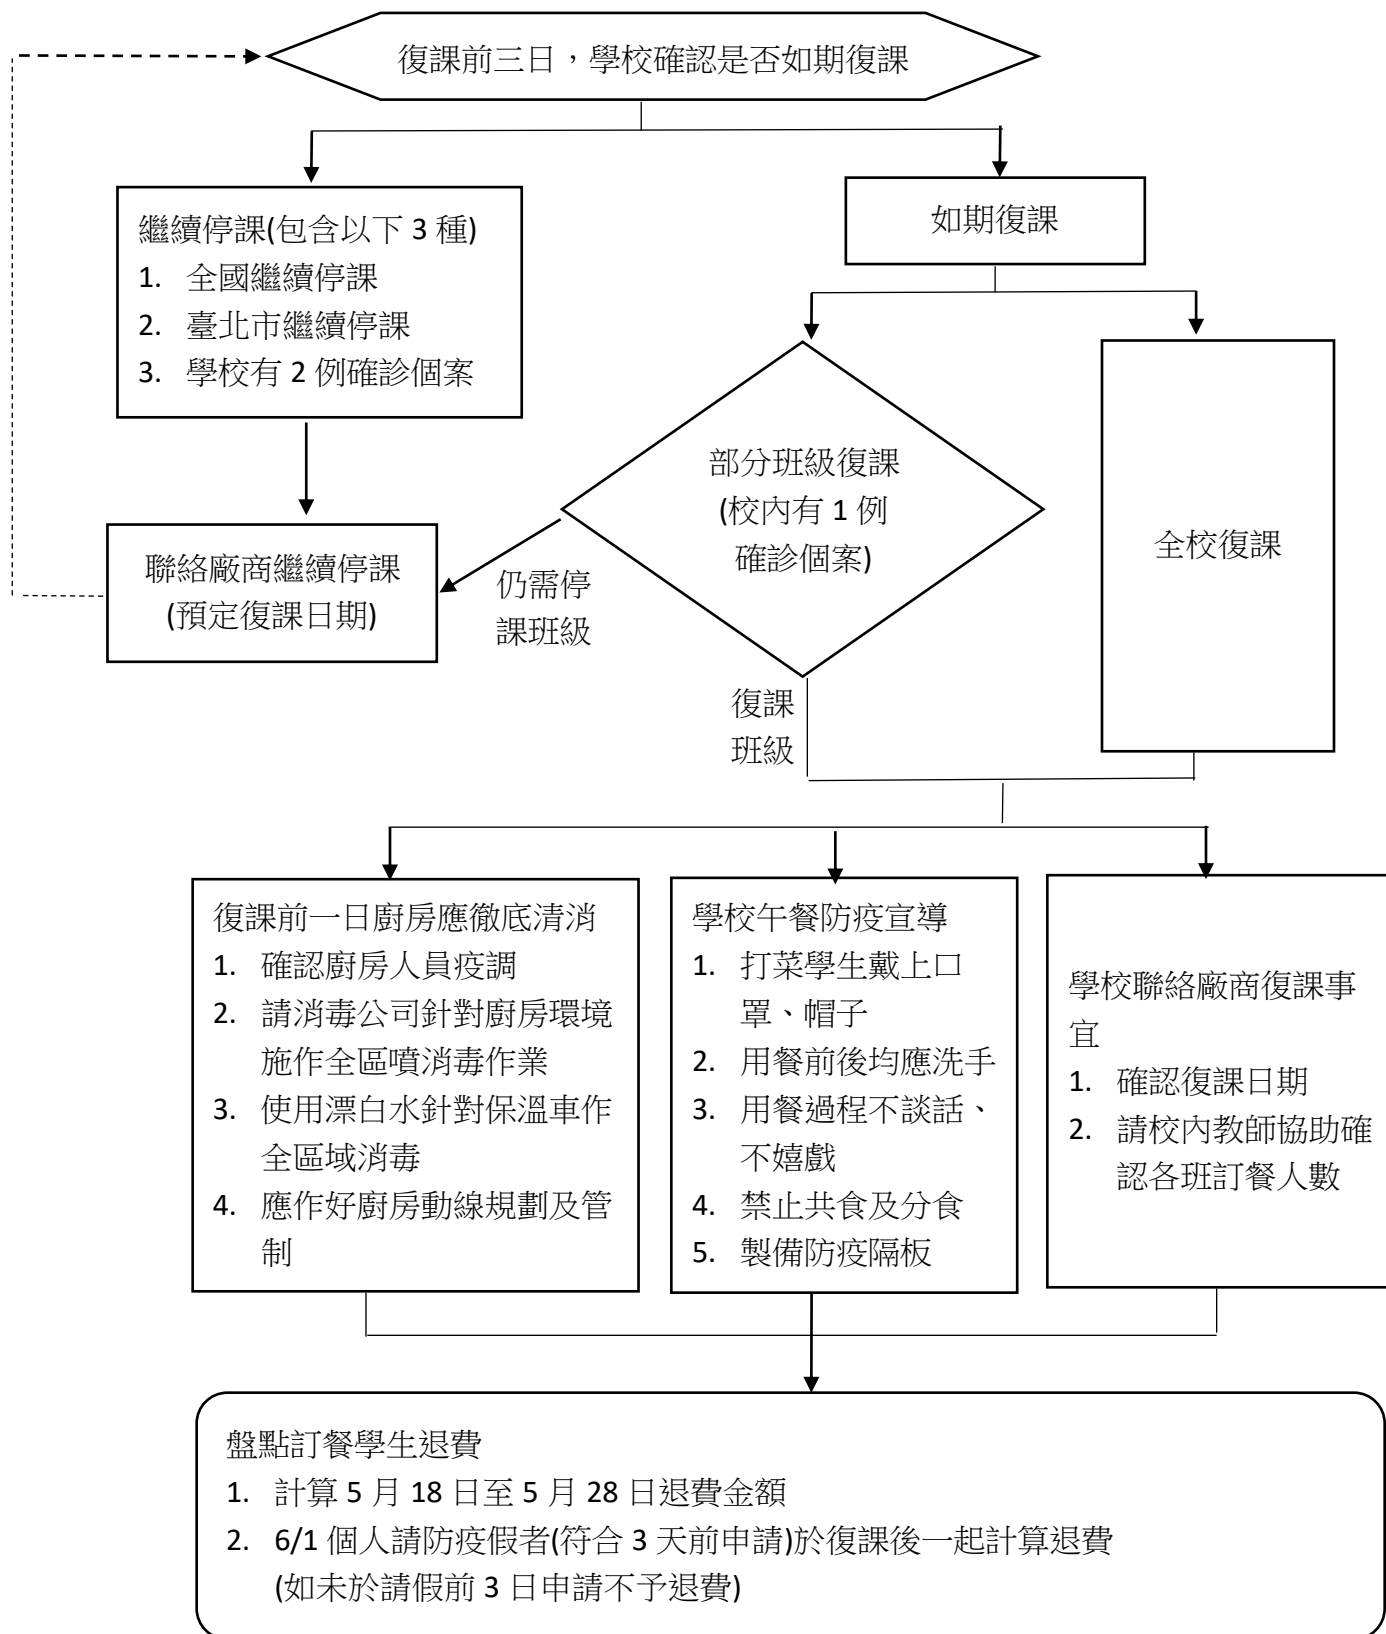 復課前三日，學校確認是否如期復課
繼續停課(包含以下 3 種)
1. 全國繼續停課
2. 臺北市繼續停課
3. 學校有 2 例確診個案
如期復課
部分班級復課
(校內有 1 例
確診個案)
全校復課
聯絡廠商繼續停課
(預定復課日期)
仍需停
課班級
復課
班級
復課前一日廚房應徹底清消
1. 確認廚房人員疫調
2. 請消毒公司針對廚房環境
施作全區噴消毒作業
3. 使用漂白水針對保溫車作
全區域消毒
4. 應作好廚房動線規劃及管
制
學校午餐防疫宣導
1. 打菜學生戴上口
罩、帽子
2. 用餐前後均應洗手
3. 用餐過程不談話、
不嬉戲
4. 禁止共食及分食
5. 製備防疫隔板
學校聯絡廠商復課事
宜
1. 確認復課日期
2. 請校內教師協助確
認各班訂餐人數
盤點訂餐學生退費
1. 計算 5 月 18 日至 5 月 28 日退費金額
2. 6/1 個人請防疫假者(符合 3 天前申請)於復課後一起計算退費
(如未於請假前 3 日申請不予退費)